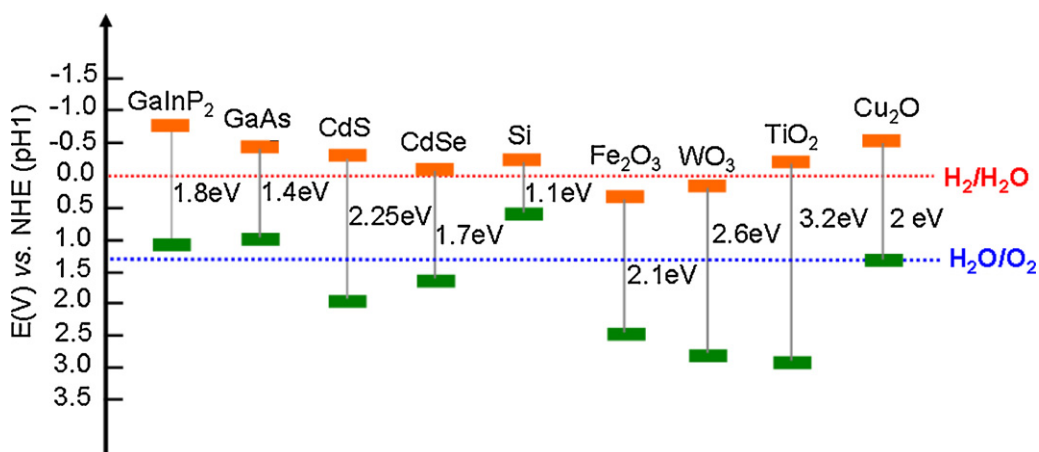 E(V) vs. NHE (pH1)
-1.5
-1.0
-0.5
0.0
0.5
1.0
1.5
2.0
2.5
3.0
3.5
GaInP₂
GaAs
CdS
CdSe
Si
Fe₂O₃
WO₃
TiO₂
Cu₂O
1.8eV
1.4eV
2.25eV
1.7eV
1.1eV
2.1eV
2.6eV
3.2eV
2 eV
H₂/H₂O
H₂O/O₂